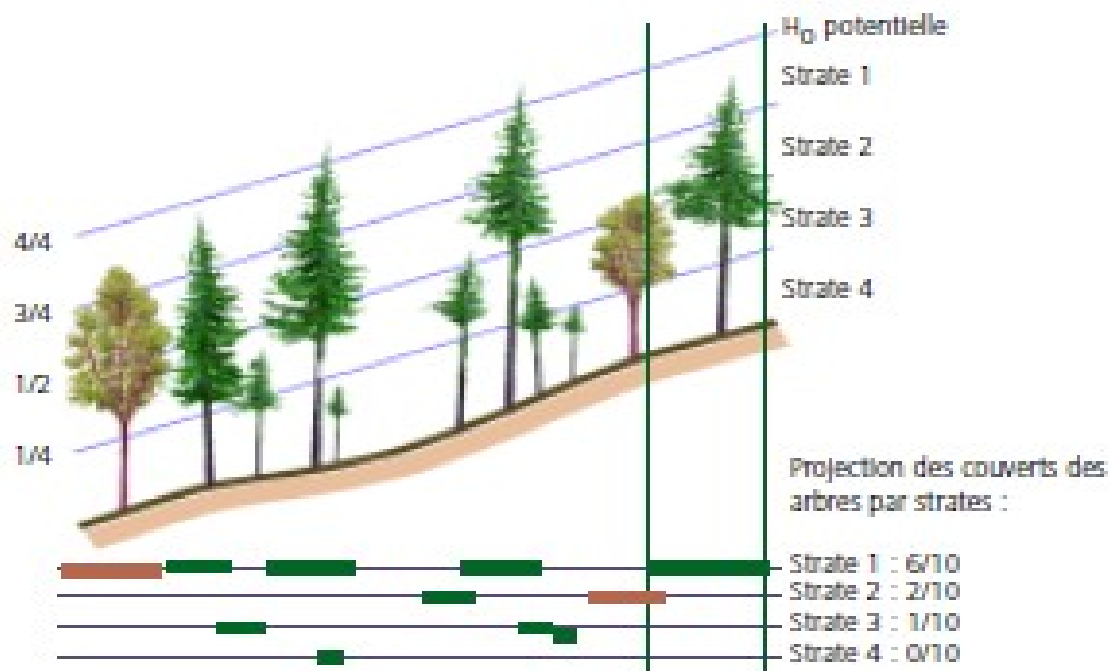 H₀ potentielle
Strate 1
Strate 2
Strate 3
Strate 4
4/4
3/4
1/2
1/4
Projection des couverts des
arbres par strates :
Strate 1 : 6/10
Strate 2 : 2/10
Strate 3 : 1/10
Strate 4 : 0/10